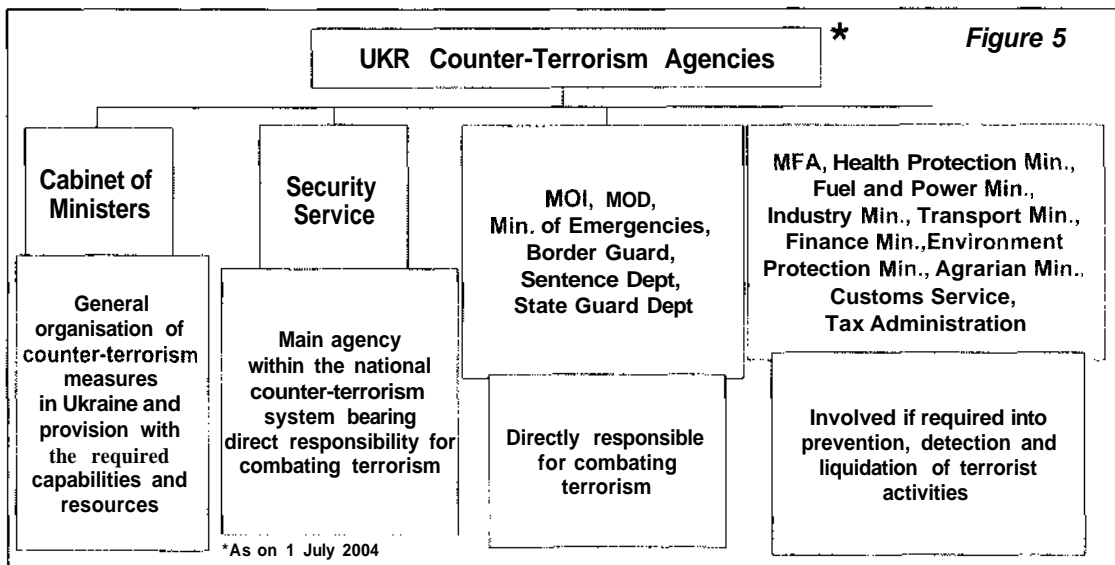 UKR Counter-Terrorism Agencies
*
Figure 5
Cabinet of
Ministers
General
organisation of
counter-terrorism
measures
in Ukraine and
provision with
the required
capabilities and
resources
Security
Service
Main agency
within the national
counter-terrorism
system bearing
direct responsibility for
combating terrorism
MOI, MOD,
Min. of Emergencies,
Border Guard,
Sentence Dept,
State Guard Dept
Directly responsible
for combating
terrorism
MFA, Health Protection Min.,
Fuel and Power Min.,
Industry Min., Transport Min.,
Finance Min.,Environment
Protection Min., Agrarian Min.,
Customs Service,
Tax Administration
Involved if required into
prevention, detection and
liquidation of terrorist
activities
*As on 1 July 2004